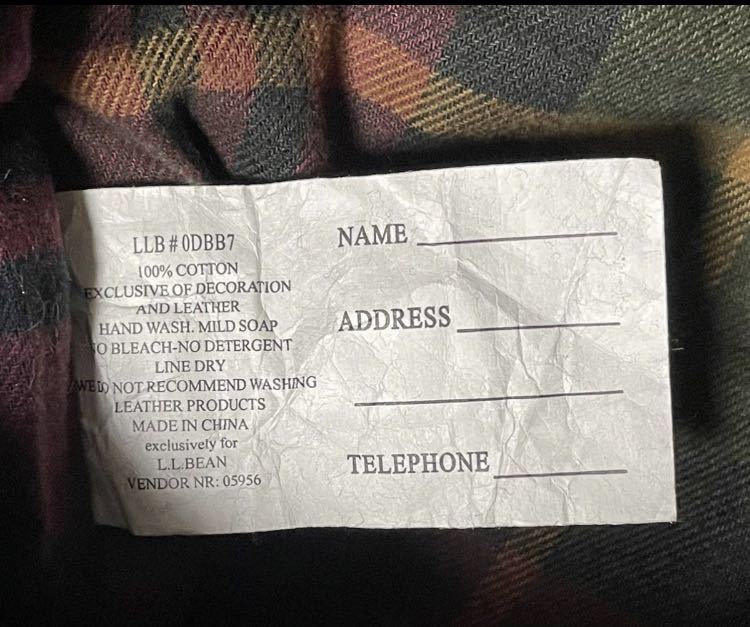 LLB # 0DBB7
100% COTTON
EXCLUSIVE OF DECORATION
AND LEATHER
HAND WASH. MILD SOAP
O BLEACH-NO DETERGENT
LINE DRY
WE DO NOT RECOMMEND WASHING
LEATHER PRODUCTS
MADE IN CHINA
exclusively for
L.L.BEAN
VENDOR NR: 05956
NAME
ADDRESS
TELEPHONE